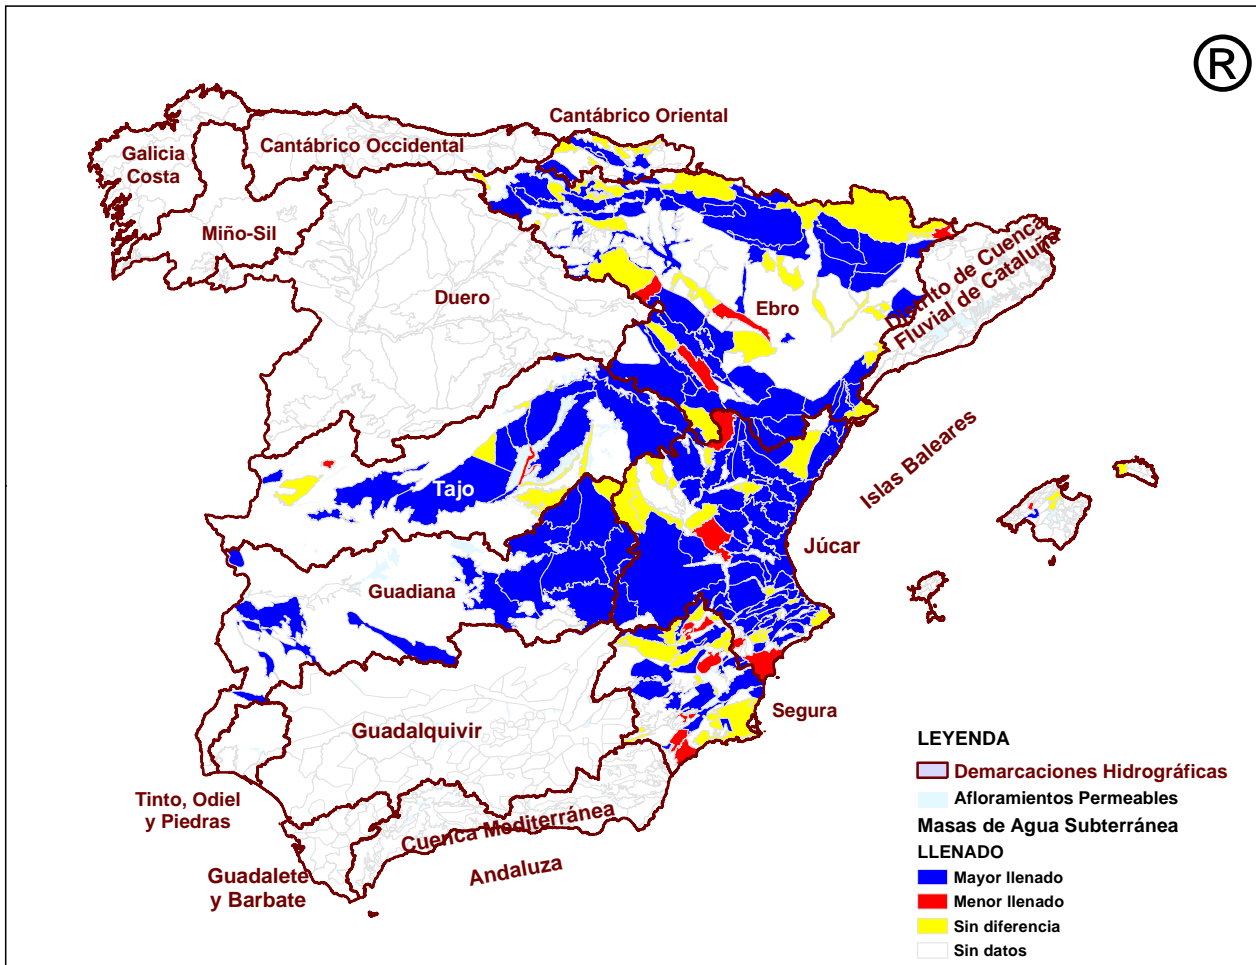 ®
Cantábrico Oriental
Galicia
Costa
Cantábrico Occidental
Miño-Sil
Duero
Ebro
Distrito de Cuenca
Fluvial de Cataluña
Tajo
Islas Baleares
Júcar
Guadiana
Segura
Guadalquivir
Tinto, Odiel
y Piedras
Cuenca Mediterránea
Andaluza
Guadalete
y Barbate
LEYENDA
Demarcaciones Hidrográficas
Afloramientos Permeables
Masas de Agua Subterránea
LLENADO
Mayor llenado
Menor llenado
Sin diferencia
Sin datos